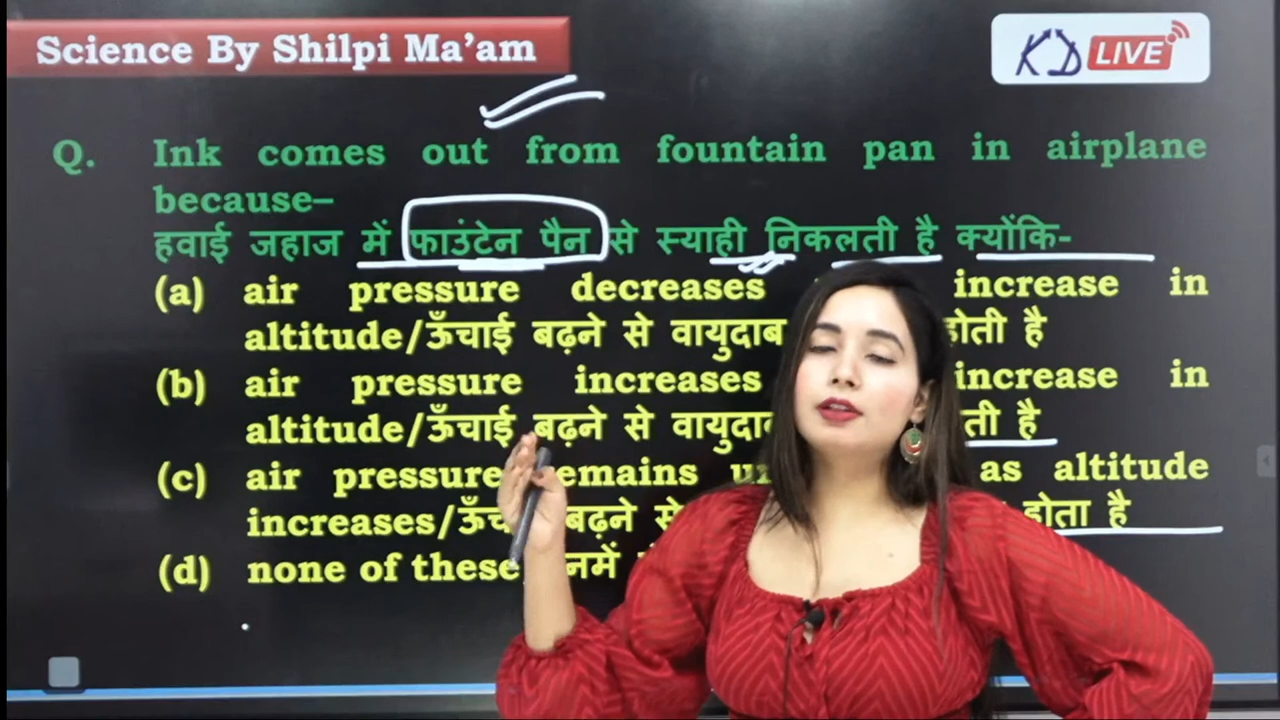 Science By Shilpi Ma’am
KD LIVE
Q. Ink comes out from fountain pan in airplane
because–
हवाई जहाज में फाउंटेन पैन से स्याही निकलती है क्योंकि-
(a) air pressure decreases increase in
altitude/ऊँचाई बढ़ने से वायुदाब होती है
(b) air pressure increases increase in
altitude/ऊँचाई बढ़ने से है
(c) air pressure as altitude
increases/ बढ़ने होता है
(d) none of these